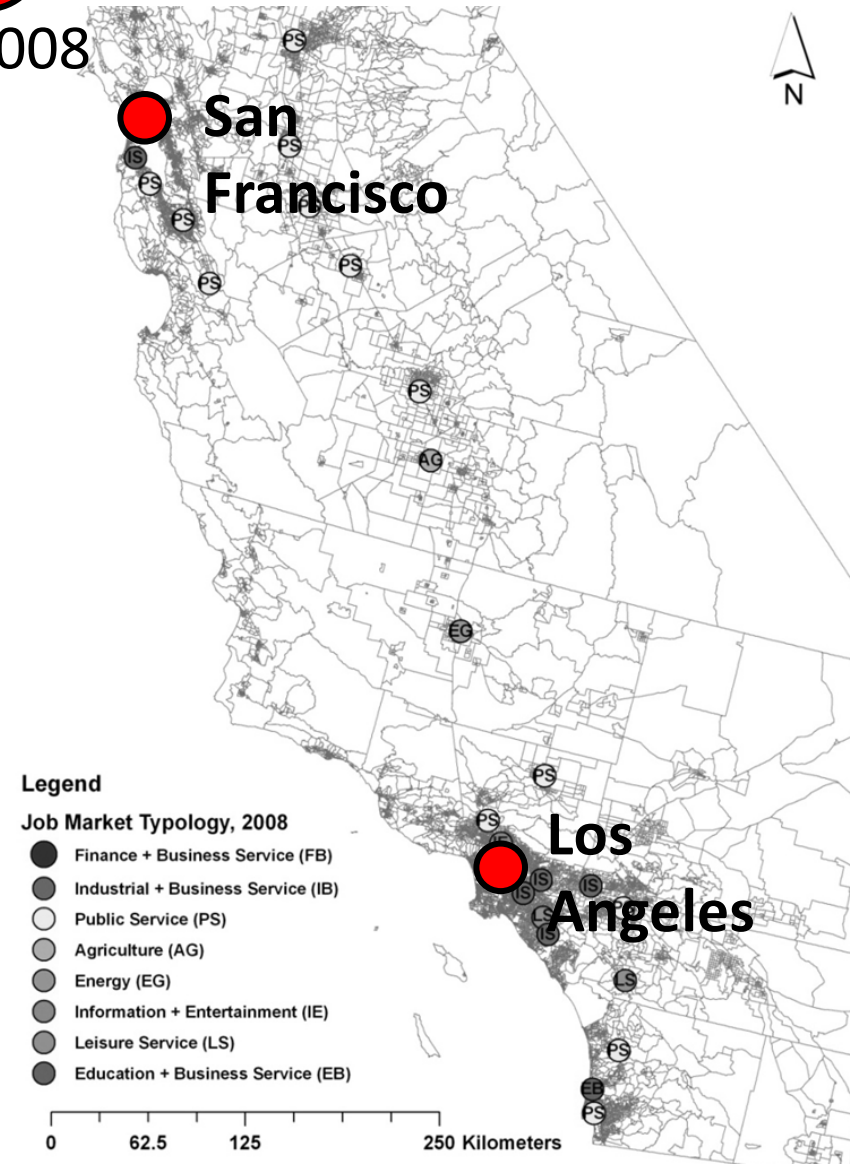 008
N
PS
San
PS
IS
PS
Francisco
PS
PS
PS
PS
PS
AG
EG
PS
PS
Los
IS
IS
IS
Angeles
LS
IS
LS
PS
EB
PS
Legend
Job Market Typology, 2008
Finance + Business Service (FB)
Industrial + Business Service (IB)
Public Service (PS)
Agriculture (AG)
Energy (EG)
Information + Entertainment (IE)
Leisure Service (LS)
Education + Business Service (EB)
0 62.5 125 250 Kilometers